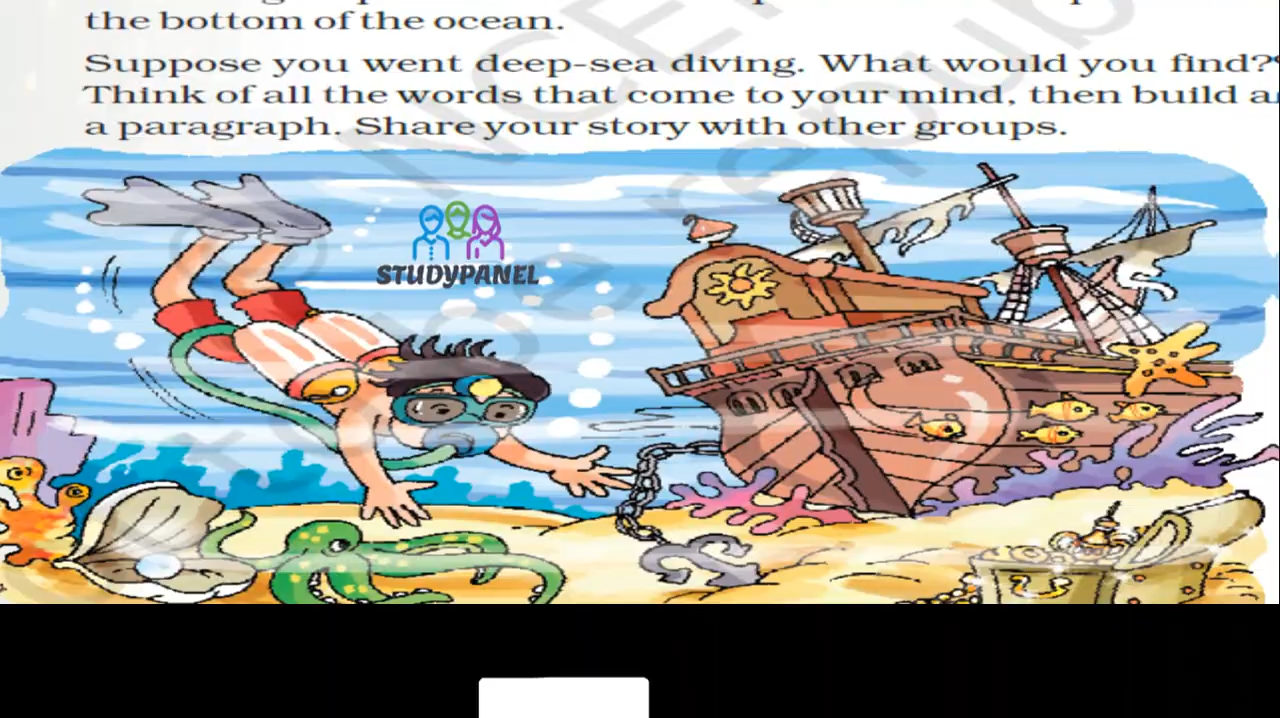 the bottom of the ocean.
Suppose you went deep-sea diving. What would you find?
Think of all the words that come to your mind, then build
a paragraph. Share your story with other groups.
STUDYPANEL